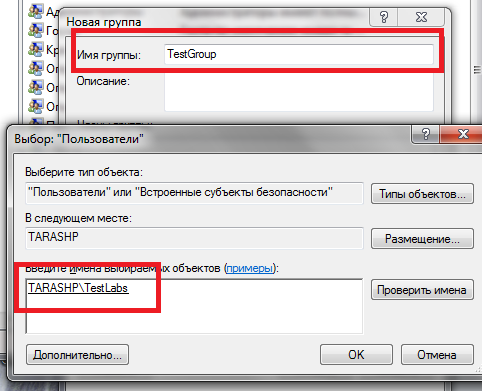 Новая группа
Имя группы:
TestGroup
Описание:
Выбор: "Пользователи"
Выберите тип объекта:
"Пользователи" или "Встроенные субъекты безопасности"
Типы объектов...
В следующем месте:
TARASHP
Размещение...
Введите имена выбираемых объектов (примеры):
TARASHP\TestLabs
Проверить имена
Дополнительно...
OK
Отмена